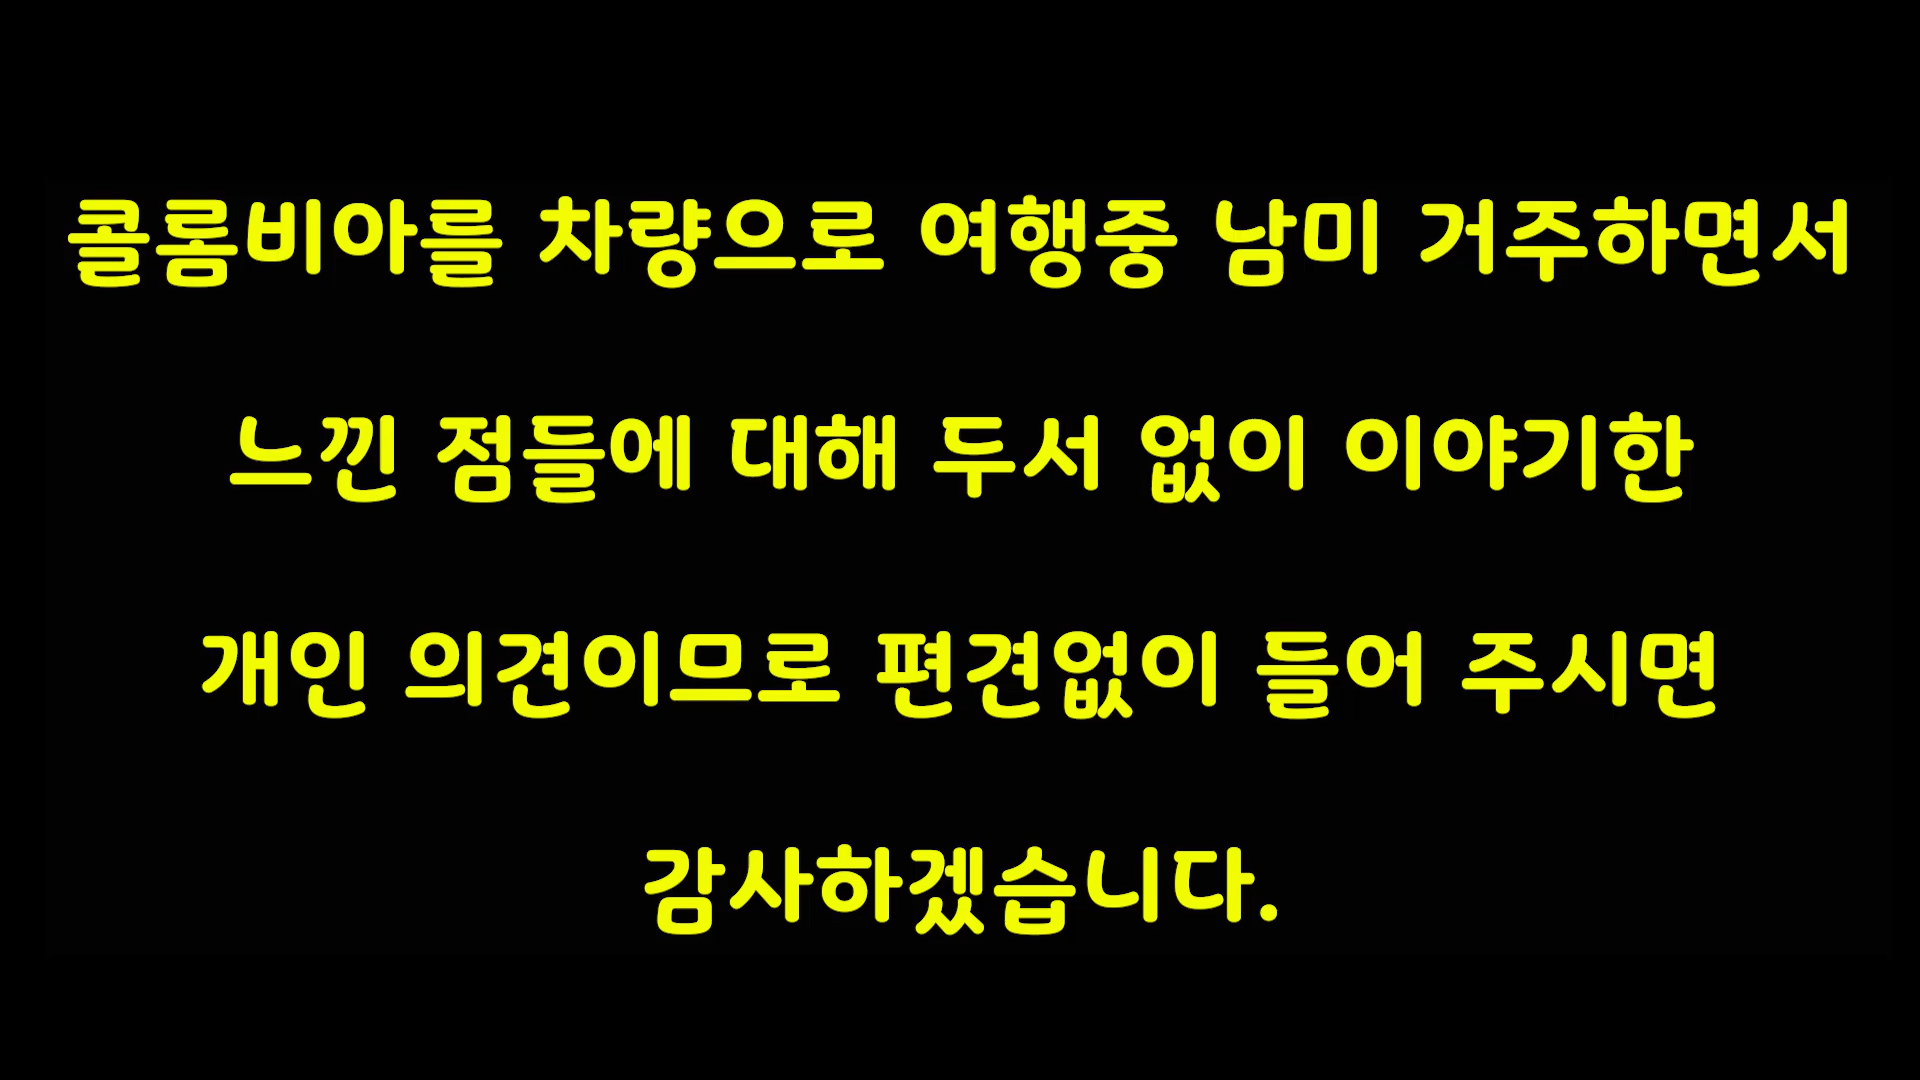 콜롬비아를 차량으로 여행중 남미 거주하면서
느낀 점들에 대해 두서 없이 이야기한
개인 의견이므로 편견없이 들어 주시면
감사하겠습니다.